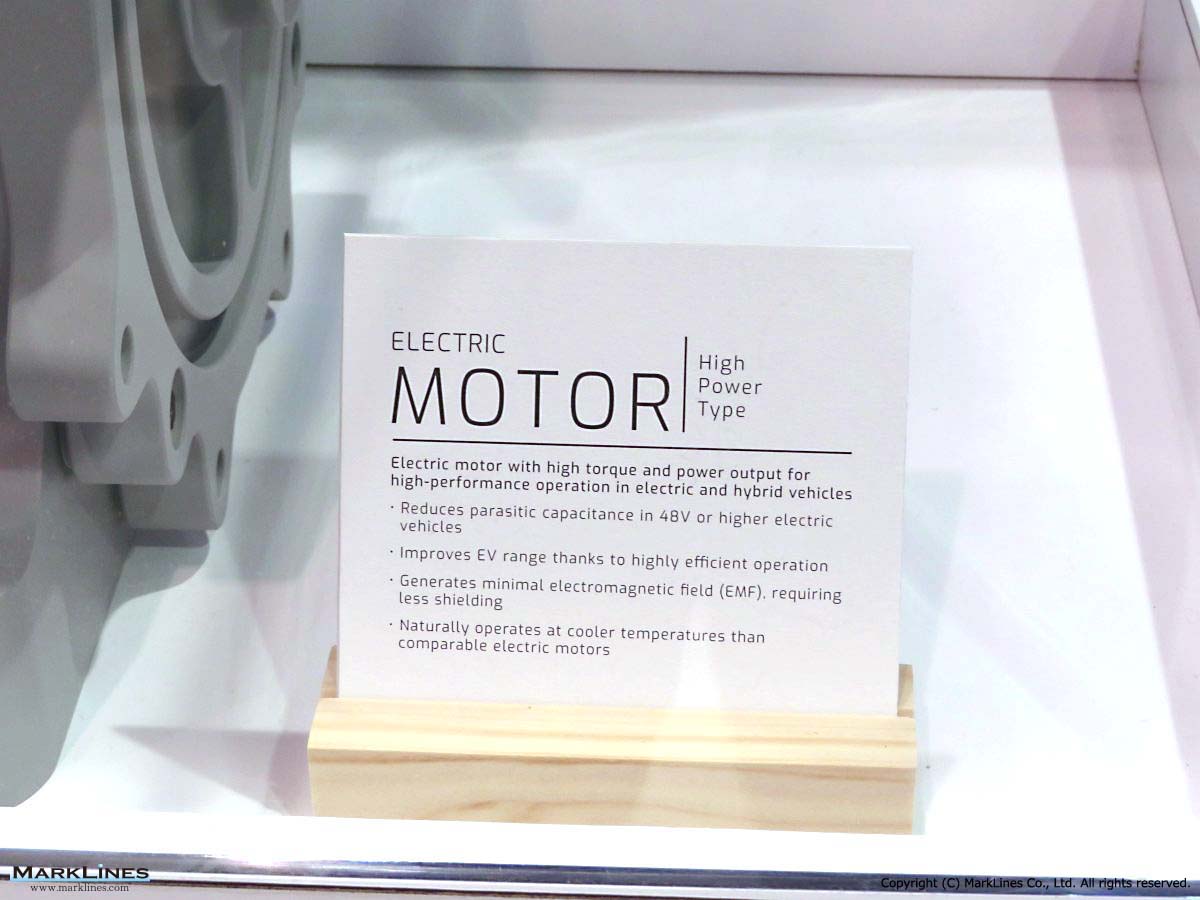 ELECTRIC
MOTOR
High
Power
Type
Electric motor with high torque and power output for
high-performance operation in electric and hybrid vehicles
· Reduces parasitic capacitance in 48V or higher electric
vehicles
· Improves EV range thanks to highly efficient operation
· Generates minimal electromagnetic field (EMF), requiring
less shielding
· Naturally operates at cooler temperatures than
comparable electric motors
MARKLINES
www.marklines.com
Copyright (C) MarkLines Co., Ltd. All rights reserved.